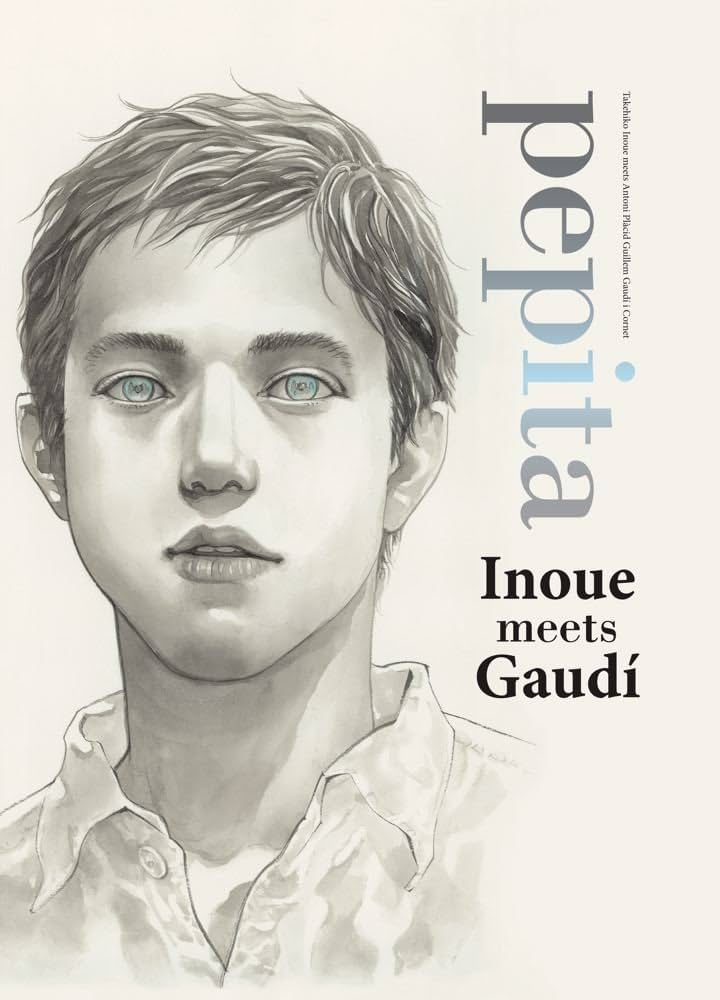 Takehiko Inoue meets Antoni Plàcid Guillem Gaudí i Cornet
pepita
Inoue
meets
Gaudí